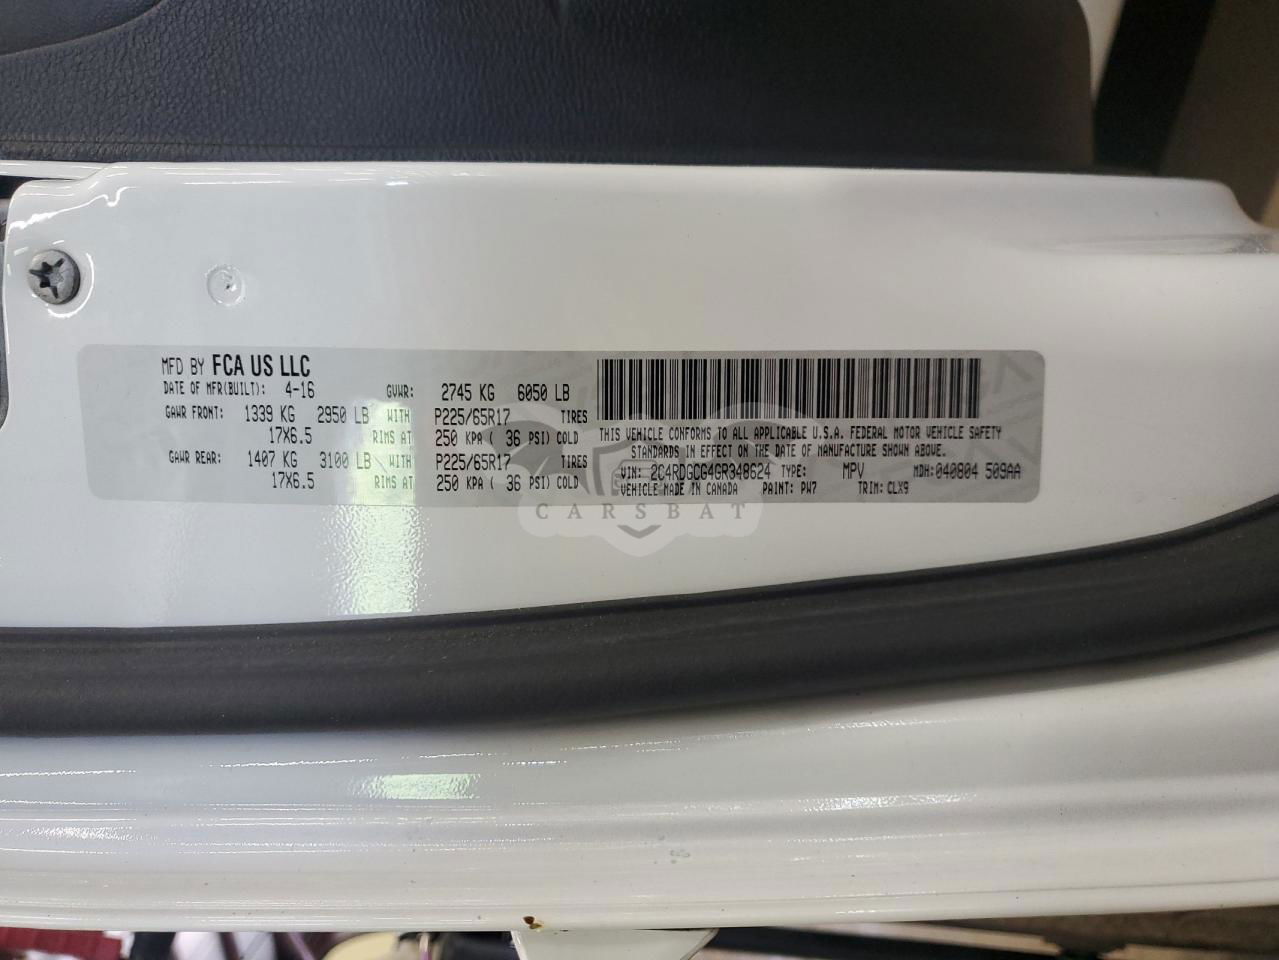 MFD BY FCA US LLC
DATE OF MFR(BUILT): 4-16 GVWR: 2745 KG 6050 LB
GAWR FRONT: 1339 KG 2950 LB WITH P225/65R17 TIRES
17X6.5 RIMS AT 250 KPA ( 36 PSI) COLD
GAWR REAR: 1407 KG 3100 LB WITH P225/65R17 TIRES
17X6.5 RIMS AT 250 KPA ( 36 PSI) COLD
THIS VEHICLE CONFORMS TO ALL APPLICABLE U.S.A. FEDERAL MOTOR VEHICLE SAFETY
STANDARDS IN EFFECT ON THE DATE OF MANUFACTURE SHOWN ABOVE.
VIN: 2C4RDGCG4GR348624 TYPE: MPV MDH: 040804 509AA
VEHICLE MADE IN CANADA PAINT: PW7 TRIM: CLX9
CARSBAT